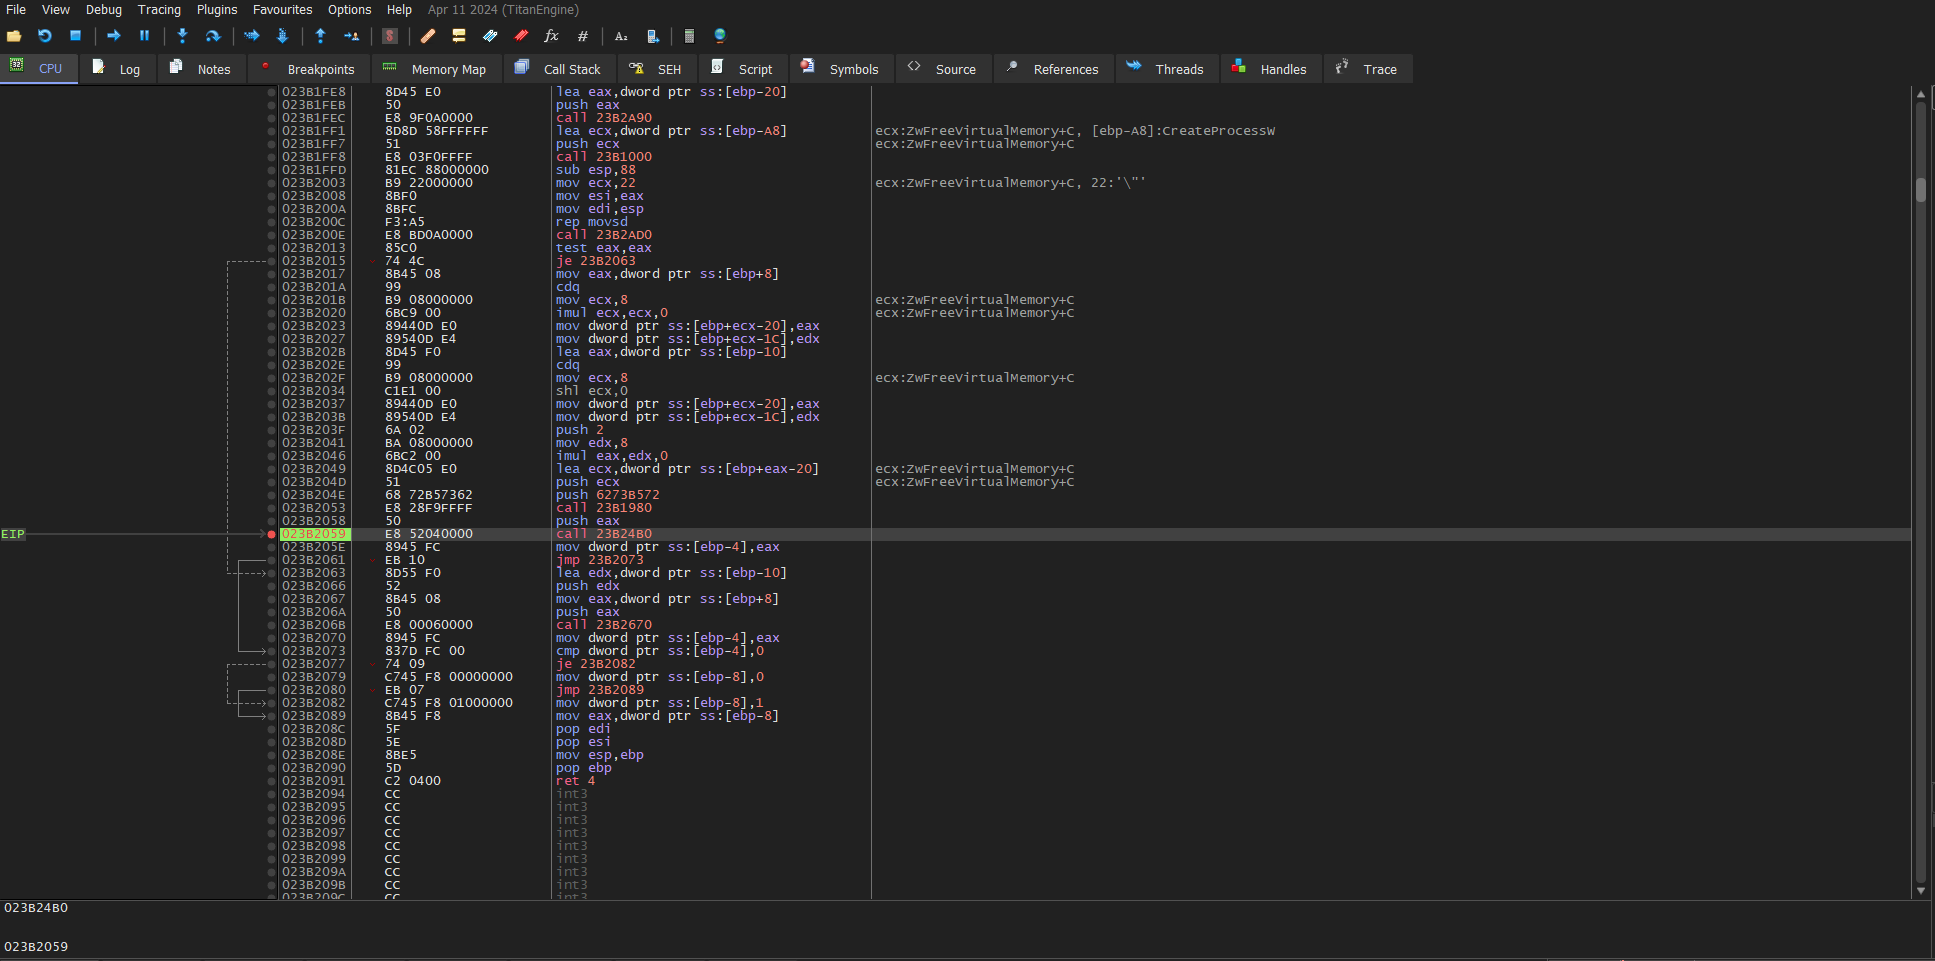 File View Debug Tracing Plugins Favourites Options Help Apr 11 2024 (TitanEngine)
CPU Log Notes Breakpoints Memory Map Call Stack SEH Script Symbols Source References Threads Handles Trace
023B1FE8 8D45 E0 lea eax,dword ptr ss:[ebp-20]
023B1FEB 50 push eax
023B1FEC E8 9F0A0000 call 23B2A90
023B1FF1 8D8D 58FFFFFF lea ecx,dword ptr ss:[ebp-A8] ecx:ZwFreeVirtualMemory+C, [ebp-A8]:CreateProcessW
023B1FF7 51 push ecx ecx:ZwFreeVirtualMemory+C
023B1FF8 E8 03F0FFFF call 23B1000
023B1FFD 81EC 88000000 sub esp,88
023B2003 B9 22000000 mov ecx,22 ecx:ZwFreeVirtualMemory+C, 22:'\"'
023B2008 8BF0 mov esi,eax
023B200A 8BFC mov edi,esp
023B200C F3:A5 rep movsd
023B200E E8 BD0A0000 call 23B2AD0
023B2013 85C0 test eax,eax
023B2015 74 4C je 23B2063
023B2017 8B45 08 mov eax,dword ptr ss:[ebp+8]
023B201A 99 cdq
023B201B B9 08000000 mov ecx,8 ecx:ZwFreeVirtualMemory+C
023B2020 6BC9 00 imul ecx,ecx,0 ecx:ZwFreeVirtualMemory+C
023B2023 89440D E0 mov dword ptr ss:[ebp+ecx-20],eax
023B2027 89540D E4 mov dword ptr ss:[ebp+ecx-1C],edx
023B202B 8D45 F0 lea eax,dword ptr ss:[ebp-10]
023B202E 99 cdq
023B202F B9 08000000 mov ecx,8 ecx:ZwFreeVirtualMemory+C
023B2034 C1E1 00 shl ecx,0
023B2037 89440D E0 mov dword ptr ss:[ebp+ecx-20],eax
023B203B 89540D E4 mov dword ptr ss:[ebp+ecx-1C],edx
023B203F 6A 02 push 2
023B2041 BA 08000000 mov edx,8
023B2046 6BC2 00 imul eax,edx,0
023B2049 8D4C05 E0 lea ecx,dword ptr ss:[ebp+eax-20] ecx:ZwFreeVirtualMemory+C
023B204D 51 push ecx ecx:ZwFreeVirtualMemory+C
023B204E 68 72B57362 push 6273B572
023B2053 E8 28F9FFFF call 23B1980
023B2058 50 push eax
EIP 023B2059 E8 52040000 call 23B24B0
023B205E 8945 FC mov dword ptr ss:[ebp-4],eax
023B2061 EB 10 jmp 23B2073
023B2063 8D55 F0 lea edx,dword ptr ss:[ebp-10]
023B2066 52 push edx
023B2067 8B45 08 mov eax,dword ptr ss:[ebp+8]
023B206A 50 push eax
023B206B E8 00060000 call 23B2670
023B2070 8945 FC mov dword ptr ss:[ebp-4],eax
023B2073 837D FC 00 cmp dword ptr ss:[ebp-4],0
023B2077 74 09 je 23B2082
023B2079 C745 F8 00000000 mov dword ptr ss:[ebp-8],0
023B2080 EB 07 jmp 23B2089
023B2082 C745 F8 01000000 mov dword ptr ss:[ebp-8],1
023B2089 8B45 F8 mov eax,dword ptr ss:[ebp-8]
023B208C 5F pop edi
023B208D 5E pop esi
023B208E 8BE5 mov esp,ebp
023B2090 5D pop ebp
023B2091 C2 0400 ret 4
023B2094 CC int3
023B2095 CC int3
023B2096 CC int3
023B2097 CC int3
023B2098 CC int3
023B2099 CC int3
023B209A CC int3
023B209B CC int3
023B209C CC int3
023B24B0
023B2059